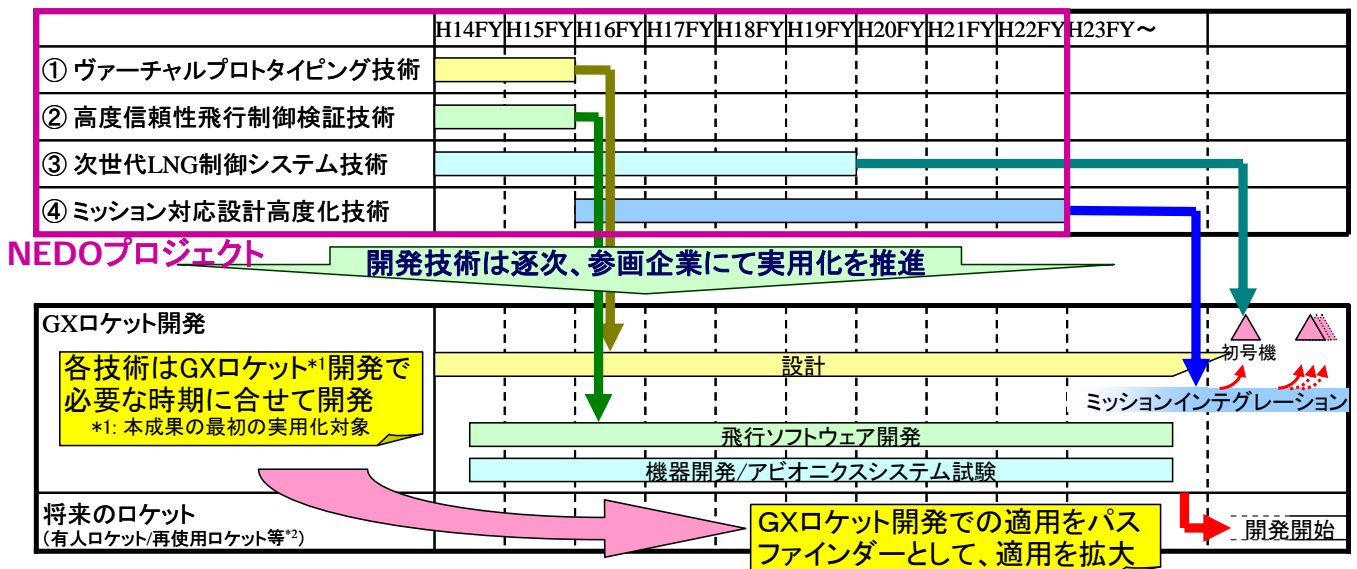 H14FY H15FY H16FY H17FY H18FY H19FY H20FY H21FY H22FY H23FY～
① ヴァーチャルプロトタイピング技術
② 高度信頼性飛行制御検証技術
③ 次世代LNG制御システム技術
④ ミッション対応設計高度化技術
NEDOプロジェクト
開発技術は逐次、参画企業にて実用化を推進
GXロケット開発
各技術はGXロケット*1開発で
必要な時期に合せて開発
*1: 本成果の最初の実用化対象
初号機
設計
ミッションインテグレーション
飛行ソフトウェア開発
機器開発/アビオニクスシステム試験
将来のロケット
(有人ロケット/再使用ロケット等*2)
GXロケット開発での適用をパス
ファインダーとして、適用を拡大
開発開始